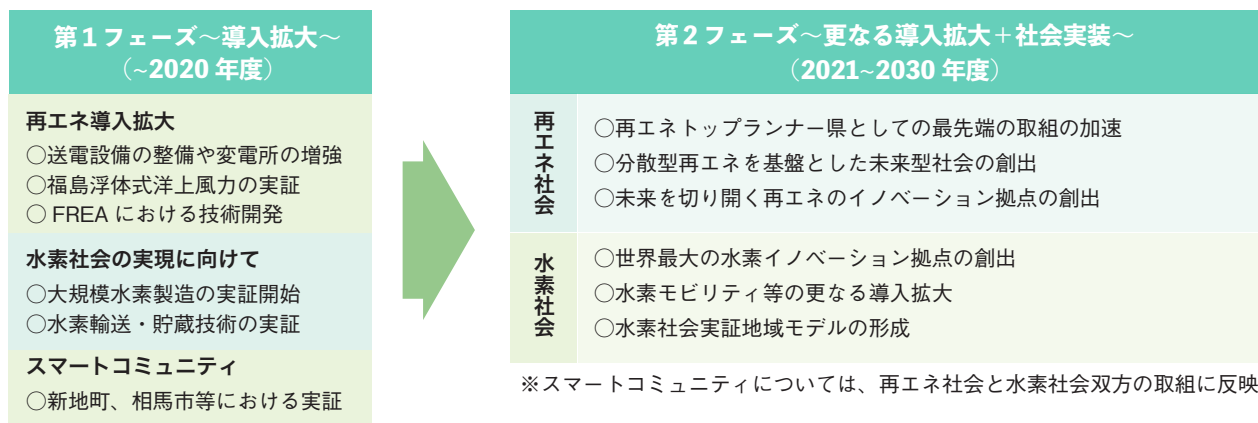 第1フェーズ～導入拡大～
（~2020 年度）
再エネ導入拡大
○送電設備の整備や変電所の増強
○福島浮体式洋上風力の実証
○ FREA における技術開発
水素社会の実現に向けて
○大規模水素製造の実証開始
○水素輸送・貯蔵技術の実証
スマートコミュニティ
○新地町、相馬市等における実証
第2フェーズ～更なる導入拡大＋社会実装～
（2021~2030 年度）
再エネ社会
○再エネトップランナー県としての最先端の取組の加速
○分散型再エネを基盤とした未来型社会の創出
○未来を切り開く再エネのイノベーション拠点の創出
水素社会
○世界最大の水素イノベーション拠点の創出
○水素モビリティ等の更なる導入拡大
○水素社会実証地域モデルの形成
※スマートコミュニティについては、再エネ社会と水素社会双方の取組に反映